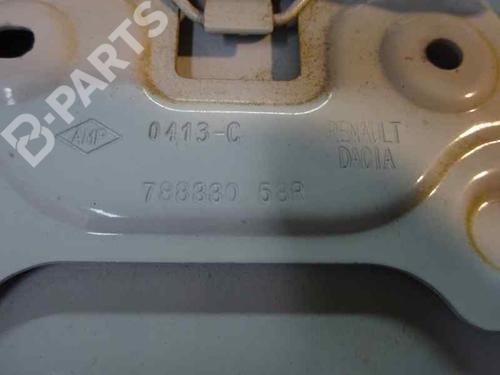 B-PARTS
AMP
0413-C
RENAULT
DACIA
788330 58R